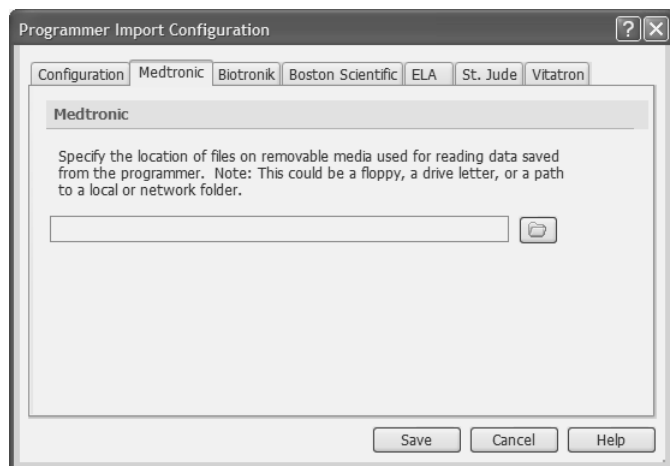 Programmer Import Configuration
Configuration Medtronic Biotronik Boston Scientific ELA St. Jude Vitatron
Medtronic
Specify the location of files on removable media used for reading data saved
from the programmer. Note: This could be a floppy, a drive letter, or a path
to a local or network folder.
Save Cancel Help